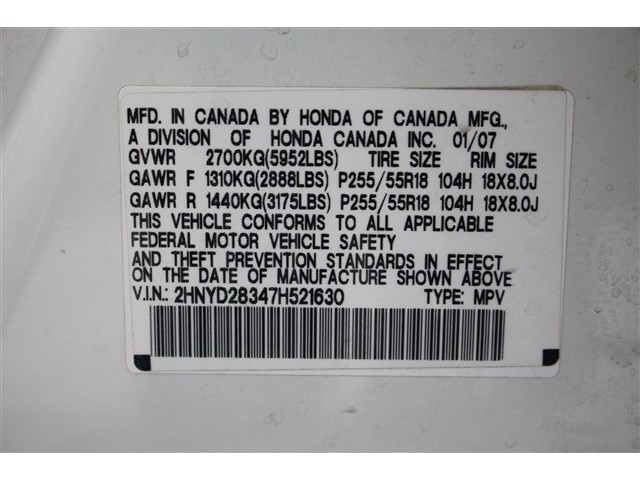 MFD. IN CANADA BY HONDA OF CANADA MFG.,
A DIVISION OF HONDA CANADA INC. 01/07
GVWR 2700KG(5952LBS) TIRE SIZE RIM SIZE
GAWR F 1310KG(2888LBS) P255/55R18 104H 18X8.0J
GAWR R 1440KG(3175LBS) P255/55R18 104H 18X8.0J
THIS VEHICLE CONFORMS TO ALL APPLICABLE
FEDERAL MOTOR VEHICLE SAFETY
AND THEFT PREVENTION STANDARDS IN EFFECT
ON THE DATE OF MANUFACTURE SHOWN ABOVE
V.I.N.: 2HNYD28347H521630 TYPE: MPV